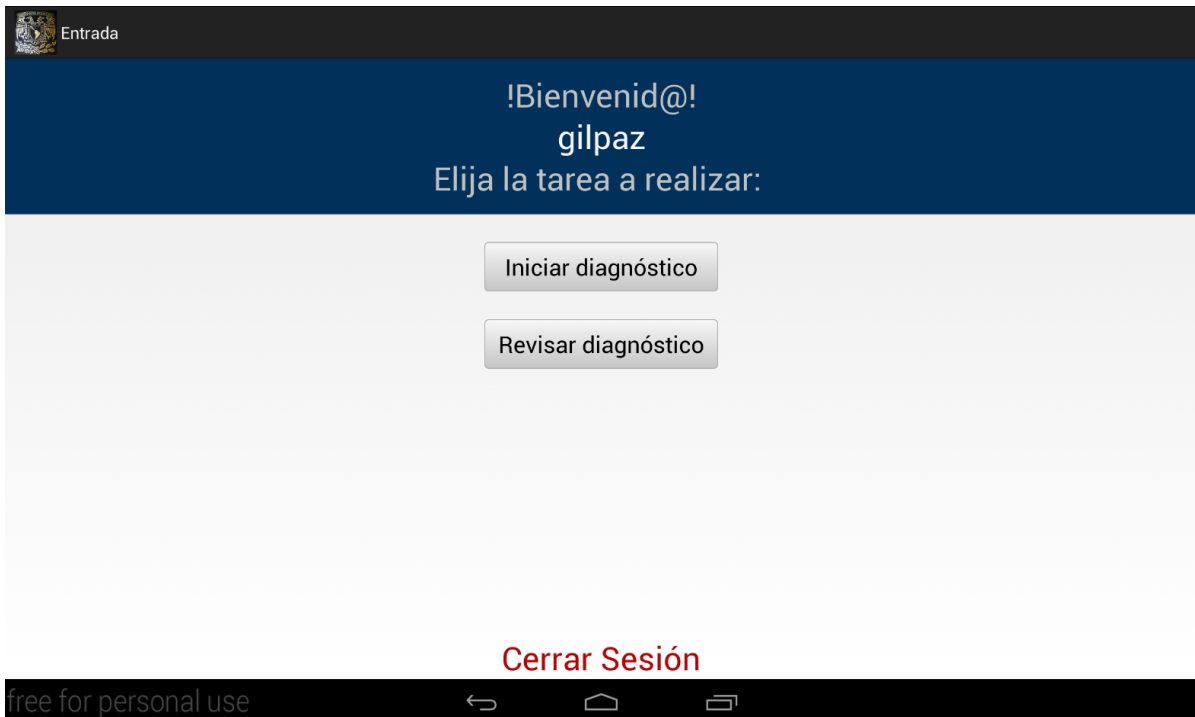 Entrada
!Bienvenid@!
gilpaz
Elija la tarea a realizar:
Iniciar diagnóstico
Revisar diagnóstico
Cerrar Sesión
free for personal use